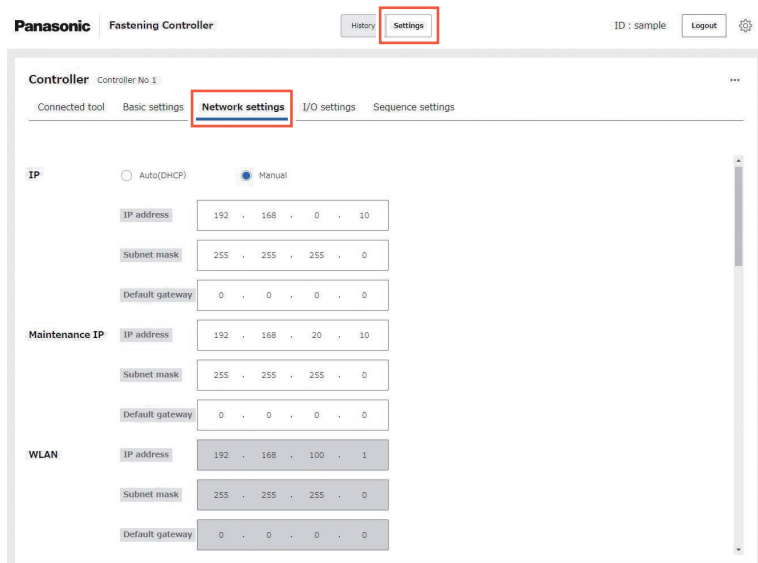 Panasonic Fastening Controller History Settings ID : sample Logout
Controller Controller No 1 ...
Connected tool Basic settings Network settings I/O settings Sequence settings
IP Auto(DHCP) Manual
IP address 192 . 168 . 0 . 10
Subnet mask 255 . 255 . 255 . 0
Default gateway 0 . 0 . 0 . 0
Maintenance IP IP address 192 . 168 . 20 . 10
Subnet mask 255 . 255 . 255 . 0
Default gateway 0 . 0 . 0 . 0
WLAN IP address 192 . 168 . 100 . 1
Subnet mask 255 . 255 . 255 . 0
Default gateway 0 . 0 . 0 . 0